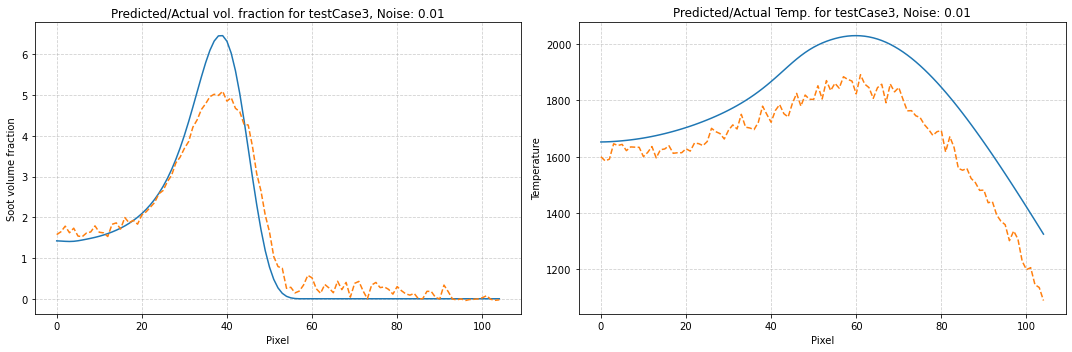 Predicted/Actual vol. fraction for testCase3, Noise: 0.01
Soot volume fraction
6
5
4
3
2
1
0
0 20 40 60 80 100
Pixel
Predicted/Actual Temp. for testCase3, Noise: 0.01
Temperature
2000
1800
1600
1400
1200
0 20 40 60 80 100
Pixel